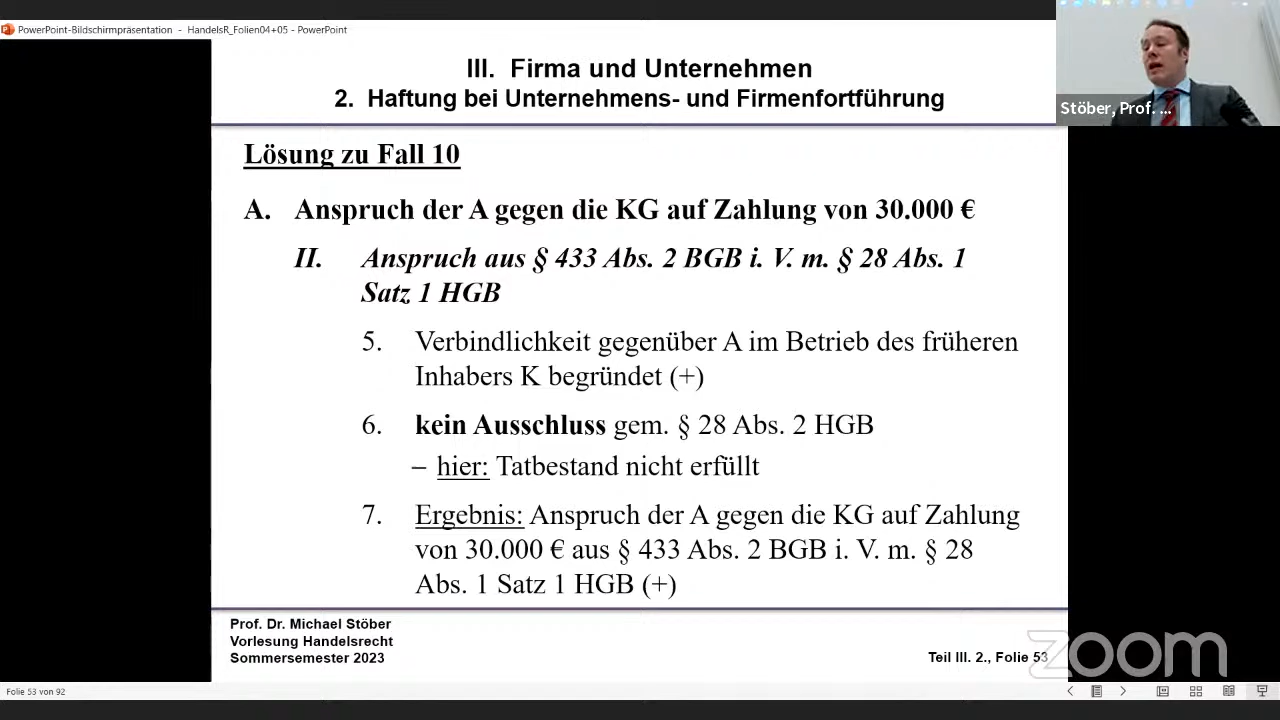 PowerPoint-Bildschirmpräsentation - HandelsR_Folien04+05 - PowerPoint
III. Firma und Unternehmen
2. Haftung bei Unternehmens- und Firmenfortführung
Stöber, Prof. ...
Lösung zu Fall 10
A. Anspruch der A gegen die KG auf Zahlung von 30.000 €
II. Anspruch aus § 433 Abs. 2 BGB i. V. m. § 28 Abs. 1
Satz 1 HGB
5. Verbindlichkeit gegenüber A im Betrieb des früheren
Inhabers K begründet (+)
6. kein Ausschluss gem. § 28 Abs. 2 HGB
– hier: Tatbestand nicht erfüllt
7. Ergebnis: Anspruch der A gegen die KG auf Zahlung
von 30.000 € aus § 433 Abs. 2 BGB i. V. m. § 28
Abs. 1 Satz 1 HGB (+)
Prof. Dr. Michael Stöber
Vorlesung Handelsrecht
Sommersemester 2023
Teil III. 2., Folie 53
zoom
Folie 53 von 92